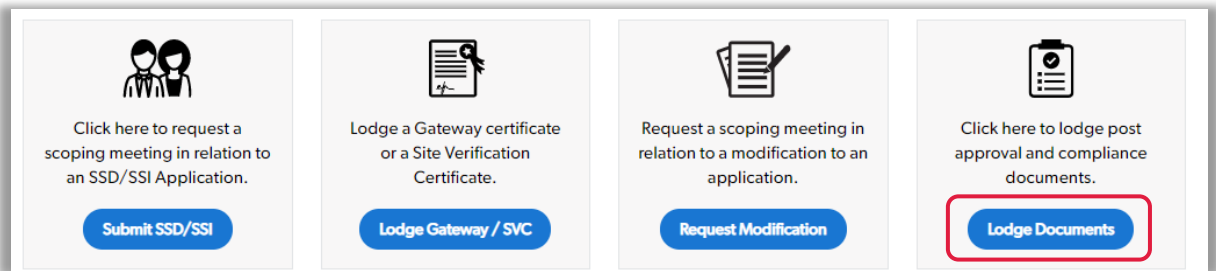 Click here to request a
scoping meeting in relation to
an SSD/SSI Application.
Submit SSD/SSI
Lodge a Gateway certificate
or a Site Verification
Certificate.
Lodge Gateway / SVC
Request a scoping meeting in
relation to a modification to an
application.
Request Modification
Click here to lodge post
approval and compliance
documents.
Lodge Documents